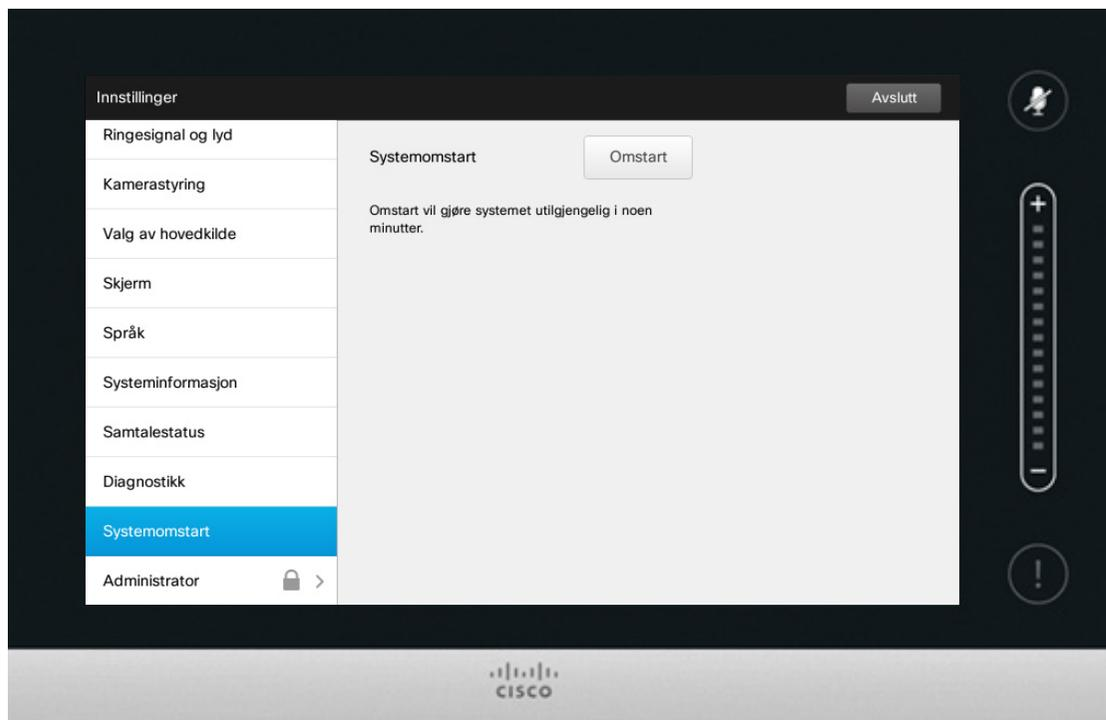 Innstillinger
Avslutt
Ringesignal og lyd
Kamerastyring
Valg av hovedkilde
Skjerm
Språk
Systeminformasjon
Samtalestatus
Diagnostikk
Systemomstart
Administrator
Systemomstart
Omstart
Omstart vil gjøre systemet utilgjengelig i noen
minutter.
+
–
!
CISCO